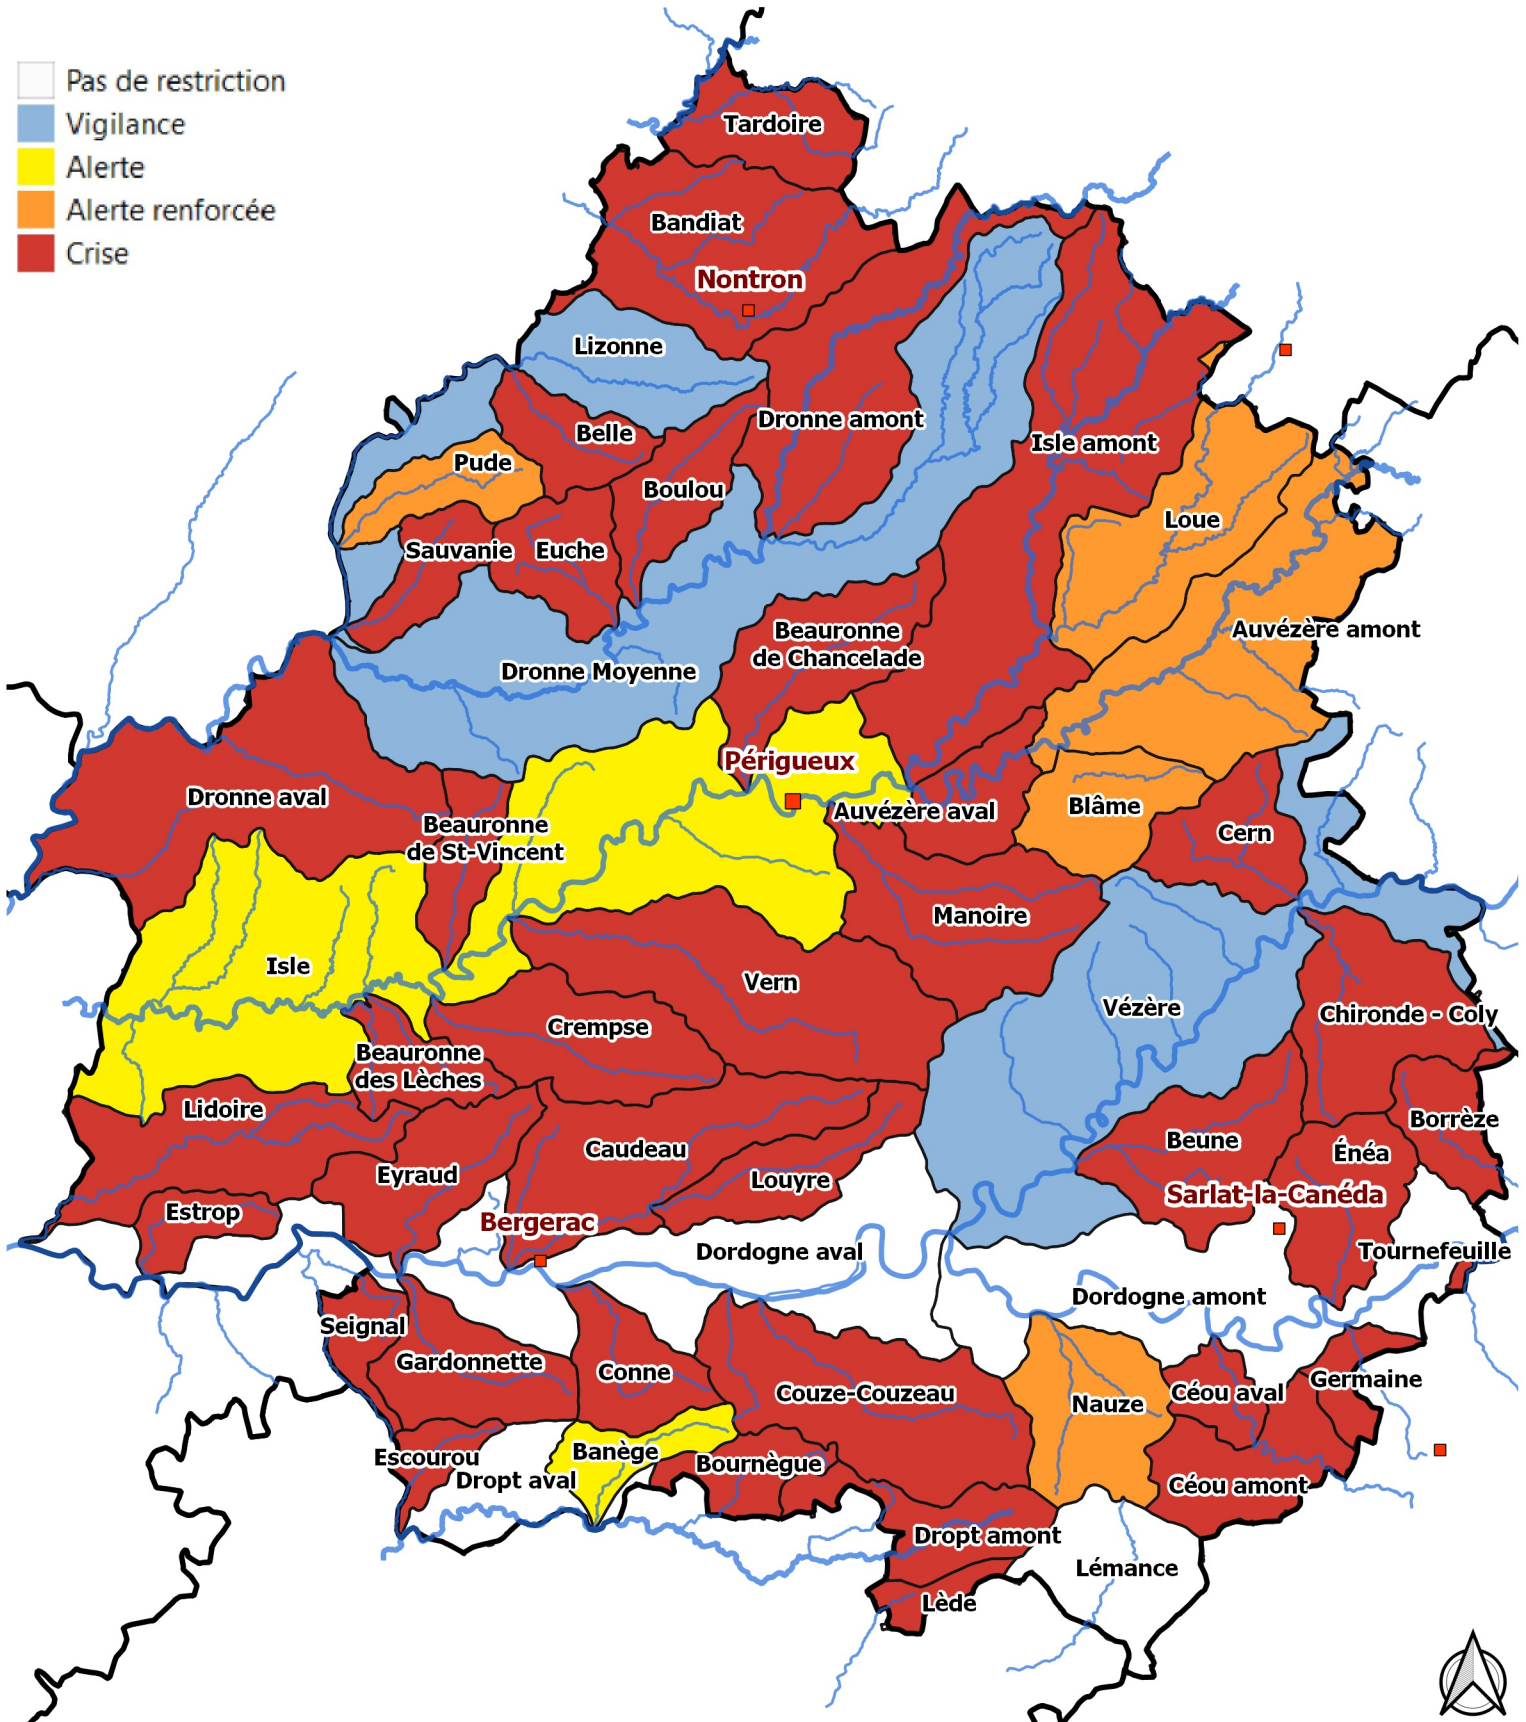 Pas de restriction
Vigilance
Alerte
Alerte renforcée
Crise
Tardoire
Bandiat
Nontron
Lizonne
Dronne amont
Belle
Isle amont
Pude
Boulou
Loue
Sauvanie
Euche
Auvézère amont
Beauronne
de Chancelade
Dronne Moyenne
Périgueux
Dronne aval
Blâme
Auvézère aval
Beauronne
de St-Vincent
Cern
Manoire
Isle
Vern
Vézère
Chironde - Coly
Crempse
Beauronne
des Lèches
Lidoire
Borrèze
Beune
Caudeau
Énéa
Eyraud
Louyre
Sarlat-la-Canéda
Estrop
Bergerac
Dordogne aval
Tournefeuille
Dordogne amont
Seignal
Gardonnette
Conne
Germaine
Couze-Couzeau
Céou aval
Nauze
Banège
Escourou
Bournègue
Dropt aval
Céou amont
Dropt amont
Lémance
Lède